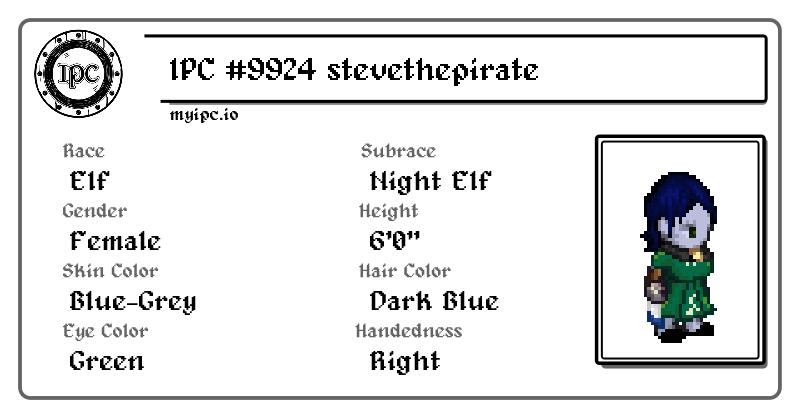 IPC
IPC #9924 stevethepirate
myipc.io
Race
Elf
Subrace
Night Elf
Gender
Female
Height
6'0"
Skin Color
Blue-Grey
Hair Color
Dark Blue
Eye Color
Green
Handedness
Right